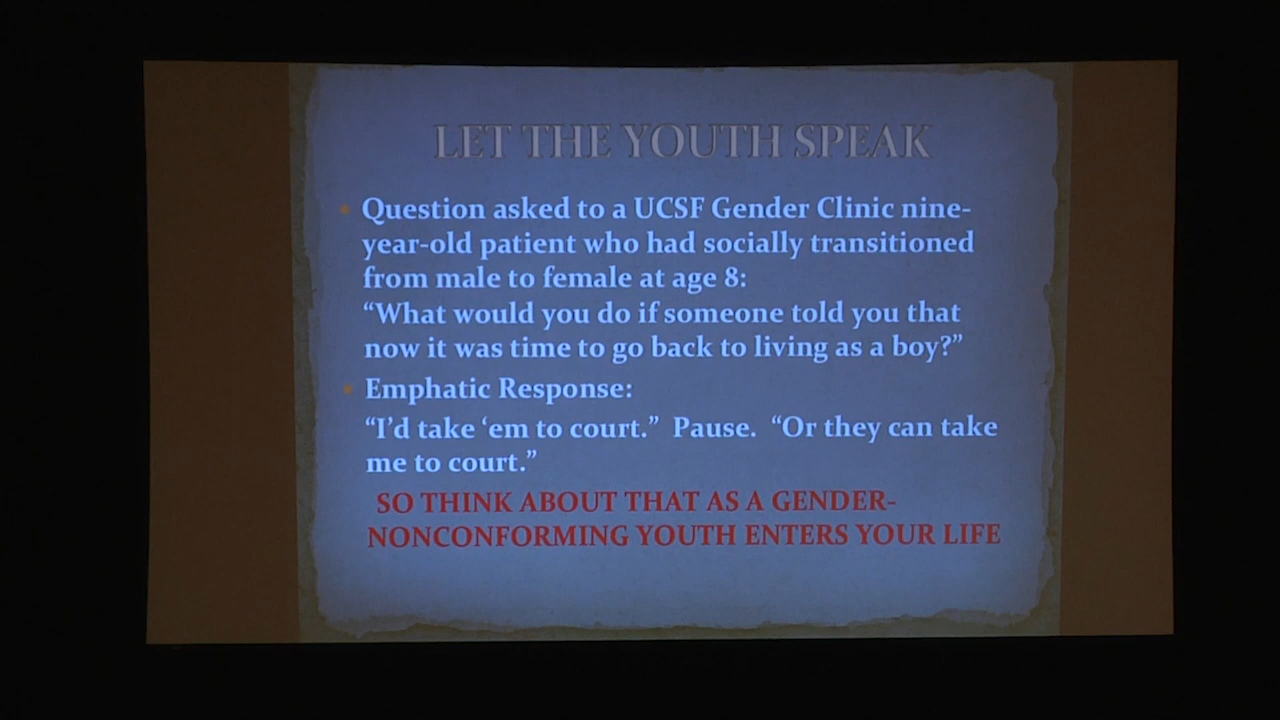 LET THE YOUTH SPEAK
• Question asked to a UCSF Gender Clinic nine-
year-old patient who had socially transitioned
from male to female at age 8:
“What would you do if someone told you that
now it was time to go back to living as a boy?”
• Emphatic Response:
“I’d take ‘em to court.”  Pause.  “Or they can take
me to court.”
SO THINK ABOUT THAT AS A GENDER-
NONCONFORMING YOUTH ENTERS YOUR LIFE